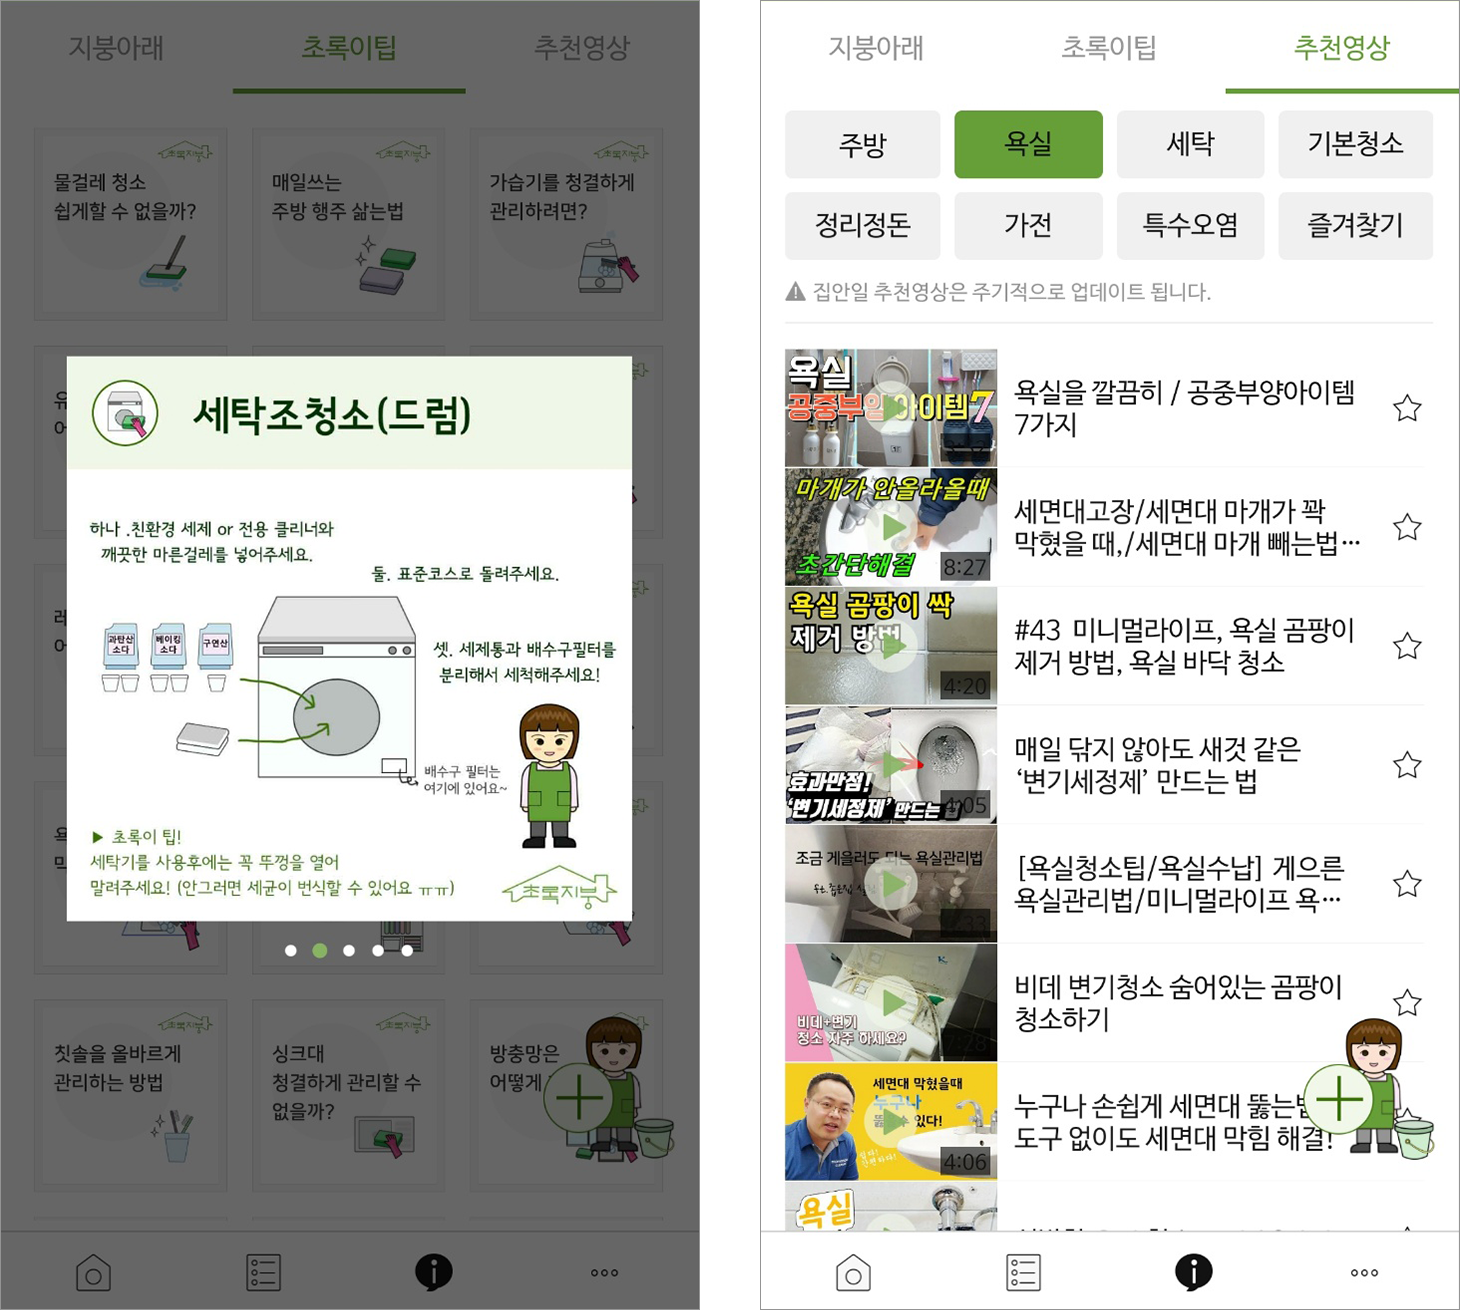 지붕아래 초록이팁 추천영상
초록지붕
물걸레 청소
쉽게할 수 없을까?
초록지붕
매일쓰는
주방 행주 삶는법
초록지붕
가습기를 청결하게
관리하려면?
세탁조청소(드럼)
하나 .친환경 세제 or 전용 클리너와
깨끗한 마른걸레를 넣어주세요.
둘. 표준코스로 돌려주세요.
과탄산
소다
베이킹
소다
구연산
셋. 세제통과 배수구필터를
분리해서 세척해주세요!
배수구 필터는
여기에 있어요~
▶ 초록이 팁!
세탁기를 사용후에는 꼭 뚜껑을 열어
말려주세요! (안그러면 세균이 번식할 수 있어요 ㅠㅠ)
초록지붕
초록지붕
칫솔을 올바르게
관리하는 방법
초록지붕
싱크대
청결하게 관리할 수
없을까?
방충망은
어떻게
지붕아래 초록이팁 추천영상
주방 욕실 세탁 기본청소
정리정돈 가전 특수오염 즐겨찾기
집안일 추천영상은 주기적으로 업데이트 됩니다.
욕실
아이템7
욕실을 깔끔히 / 공중부양아이템
7가지
마개가 안올라올때
초간단해결
8:27
세면대고장/세면대 마개가 꽉
막혔을 때,/세면대 마개 빼는법…
욕실 곰팡이 싹
제거 방법
4:20
#43 미니멀라이프, 욕실 곰팡이
제거 방법, 욕실 바닥 청소
효과만점!
'변기세정제' 만드는
4:05
매일 닦지 않아도 새것 같은
‘변기세정제’ 만드는 법
조금 게을러도 되는 욕실관리법
[욕실청소팁/욕실수납] 게으른
욕실관리법/미니멀라이프 욕…
비데+변기
청소 자주 하세요?
비데 변기청소 숨어있는 곰팡이
청소하기
세면대 막혔을때
누구나
뚫 수 있다!
4:06
누구나 손쉽게 세면대 뚫는법
도구 없이도 세면대 막힘 해결!
욕실